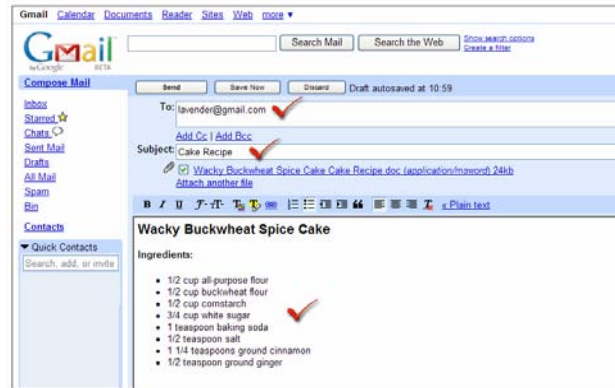 Gmail Calendar Documents Reader Sites Web more ▼
Gmail by Google BETA
Search Mail Search the Web Show search options
Create a filter
Compose Mail
Send Save Now Discard Draft autosaved at 10:59
Inbox
Starred
Chats
Sent Mail
Drafts
All Mail
Spam
Bin
Contacts
▼ Quick Contacts
Search, add, or invite
To: lavender@gmail.com
Add Cc | Add Bcc
Subject: Cake Recipe
Wacky Buckwheat Spice Cake Cake Recipe doc (application/msword) 24kb
Attach another file
B I U « Plain text
Wacky Buckwheat Spice Cake
Ingredients:
• 1/2 cup all-purpose flour
• 1/2 cup buckwheat flour
• 1/2 cup cornstarch
• 3/4 cup white sugar
• 1 teaspoon baking soda
• 1/2 teaspoon salt
• 1 1/4 teaspoons ground cinnamon
• 1/2 teaspoon ground ginger